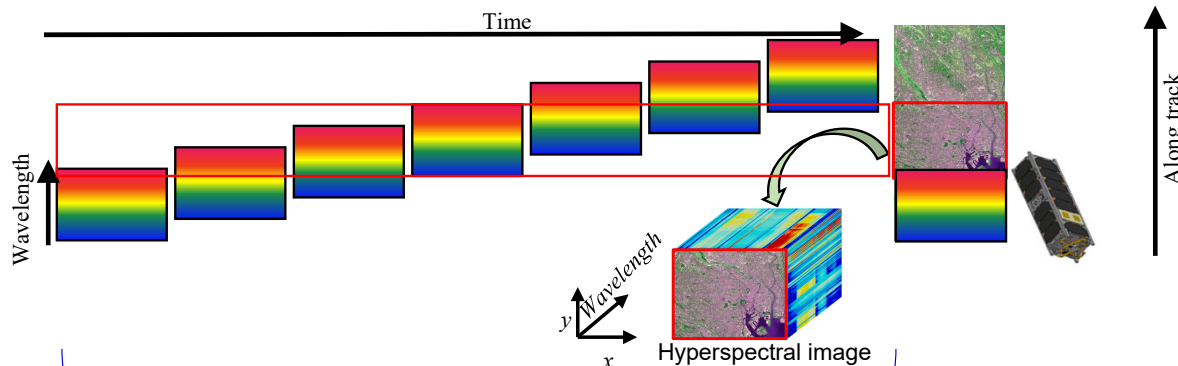 Time
Along track
Wavelength
Wavelength
y
x
Hyperspectral image